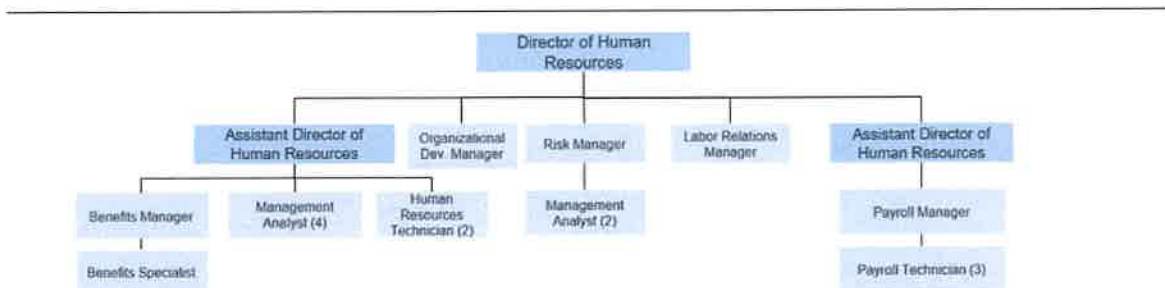 Director of Human
Resources
Assistant Director of
Human Resources
Organizational
Dev. Manager
Risk Manager
Labor Relations
Manager
Assistant Director of
Human Resources
Benefits Manager
Management
Analyst (4)
Human
Resources
Technician (2)
Management
Analyst (2)
Payroll Manager
Benefits Specialist
Payroll Technician (3)